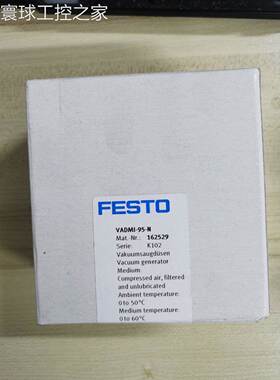 寰球工控之家
FESTO
VADMI-95-N
Mat.-Nr.: 162529
Serie: K102
Vakuumsaugdüsen
Vacuum generator
Medium:
Compressed air, filtered
and unlubricated
Ambient temperature:
0 to 50°C
Medium temperature:
0 to 60°C